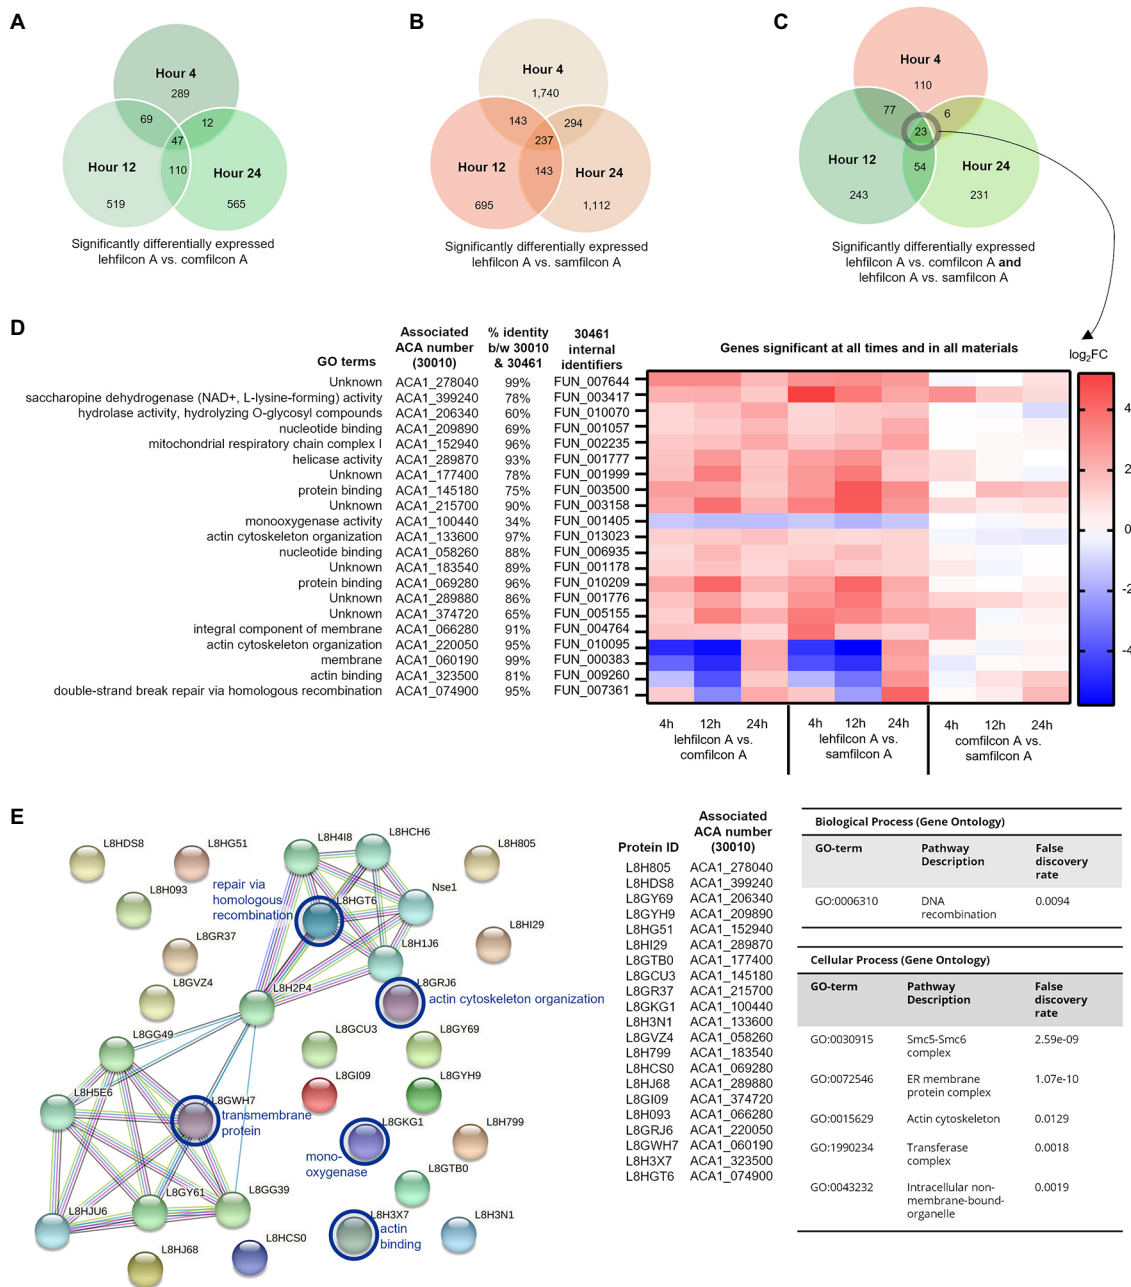 A
Hour 4
289
69
12
47
Hour 12
110
Hour 24
519
565
Significantly differentially expressed
lehfilcon A vs. comfilcon A
B
Hour 4
1,740
143
294
237
Hour 12
143
Hour 24
695
1,112
Significantly differentially expressed
lehfilcon A vs. samfilcon A
C
Hour 4
110
77
6
23
Hour 12
54
Hour 24
243
231
Significantly differentially expressed
lehfilcon A vs. comfilcon A and
lehfilcon A vs. samfilcon A
D
GO terms
Associated
ACA number
(30010)
% identity
b/w 30010
& 30461
30461
internal
identifiers
Genes significant at all times and in all materials
log2FC
Unknown ACA1_278040 99% FUN_007644
saccharopine dehydrogenase (NAD+, L-lysine-forming) activity ACA1_399240 78% FUN_003417
hydrolase activity, hydrolyzing O-glycosyl compounds ACA1_206340 60% FUN_010070
nucleotide binding ACA1_209890 69% FUN_001057
mitochondrial respiratory chain complex I ACA1_152940 96% FUN_002235
helicase activity ACA1_289870 93% FUN_001777
Unknown ACA1_177400 78% FUN_001999
protein binding ACA1_145180 75% FUN_003500
Unknown ACA1_215700 90% FUN_003158
monooxygenase activity ACA1_100440 34% FUN_001405
actin cytoskeleton organization ACA1_133600 97% FUN_013023
nucleotide binding ACA1_058260 88% FUN_006935
Unknown ACA1_183540 89% FUN_001178
protein binding ACA1_069280 96% FUN_010209
Unknown ACA1_289880 86% FUN_001776
Unknown ACA1_374720 65% FUN_005155
integral component of membrane ACA1_066280 91% FUN_004764
actin cytoskeleton organization ACA1_220050 95% FUN_010095
membrane ACA1_060190 99% FUN_000383
actin binding ACA1_323500 81% FUN_009260
double-strand break repair via homologous recombination ACA1_074900 95% FUN_007361
4
2
0
-2
-4
4h 12h 24h 4h 12h 24h 4h 12h 24h
lehfilcon A vs.
comfilcon A
lehfilcon A vs.
samfilcon A
comfilcon A vs.
samfilcon A
E
L8HDS8
L8HG51
L8H4I8
L8HCH6
L8H805
L8H093
repair via
homologous
recombination
L8HGT6
Nse1
L8GR37
L8H1J6
L8HI29
L8GVZ4
L8H2P4
L8GRJ6
actin cytoskeleton organization
L8GG49
L8GCU3
L8GY69
L8H5E6
L8GWH7
transmembrane
protein
L8GI09
L8GYH9
L8GKG1
mono-
oxygenase
L8H799
L8GTB0
L8HJU6
L8GY61
L8GG39
L8H3X7
actin
binding
L8H3N1
L8HJ68
L8HCS0
Protein ID
Associated
ACA number
(30010)
L8H805 ACA1_278040
L8HDS8 ACA1_399240
L8GY69 ACA1_206340
L8GYH9 ACA1_209890
L8HG51 ACA1_152940
L8HI29 ACA1_289870
L8GTB0 ACA1_177400
L8GCU3 ACA1_145180
L8GR37 ACA1_215700
L8GKG1 ACA1_100440
L8H3N1 ACA1_133600
L8GVZ4 ACA1_058260
L8H799 ACA1_183540
L8HCS0 ACA1_069280
L8HJ68 ACA1_289880
L8GI09 ACA1_374720
L8H093 ACA1_066280
L8GRJ6 ACA1_220050
L8GWH7 ACA1_060190
L8H3X7 ACA1_323500
L8HGT6 ACA1_074900
Biological Process (Gene Ontology)
GO-term
Pathway
Description
False
discovery
rate
GO:0006310 DNA 0.0094
recombination
Cellular Process (Gene Ontology)
GO-term
Pathway
Description
False
discovery
rate
GO:0030915 Smc5-Smc6 2.59e-09
complex
GO:0072546 ER membrane 1.07e-10
protein complex
GO:0015629 Actin cytoskeleton 0.0129
GO:1990234 Transferase 0.0018
complex
GO:0043232 Intracellular non- 0.0019
membrane-bound-
organelle